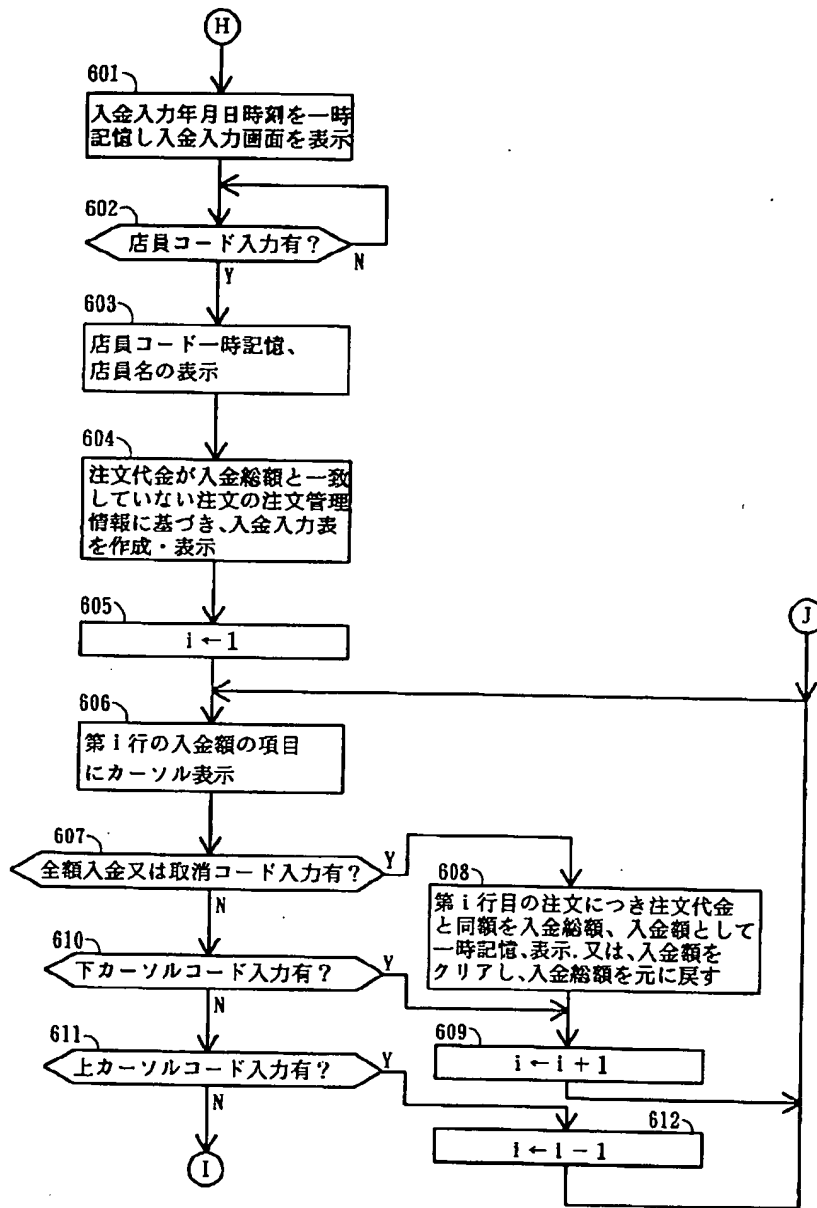 H
601
入金入力年月日時刻を一時
記憶し入金入力画面を表示
602
店員コード入力有?
N
Y
603
店員コード一時記憶、
店員名の表示
604
注文代金が入金総額と一致
していない注文の注文管理
情報に基づき、入金入力表
を作成・表示
605
i←1
J
606
第i行の入金額の項目
にカーソル表示
607
全額入金又は取消コード入力有?
Y
N
608
第i行目の注文につき注文代金
と同額を入金総額、入金額として
一時記憶、表示.又は、入金額を
クリアし、入金総額を元に戻す
610
下カーソルコード入力有?
Y
N
609
i←i+1
611
上カーソルコード入力有?
Y
N
612
i←i-1
I